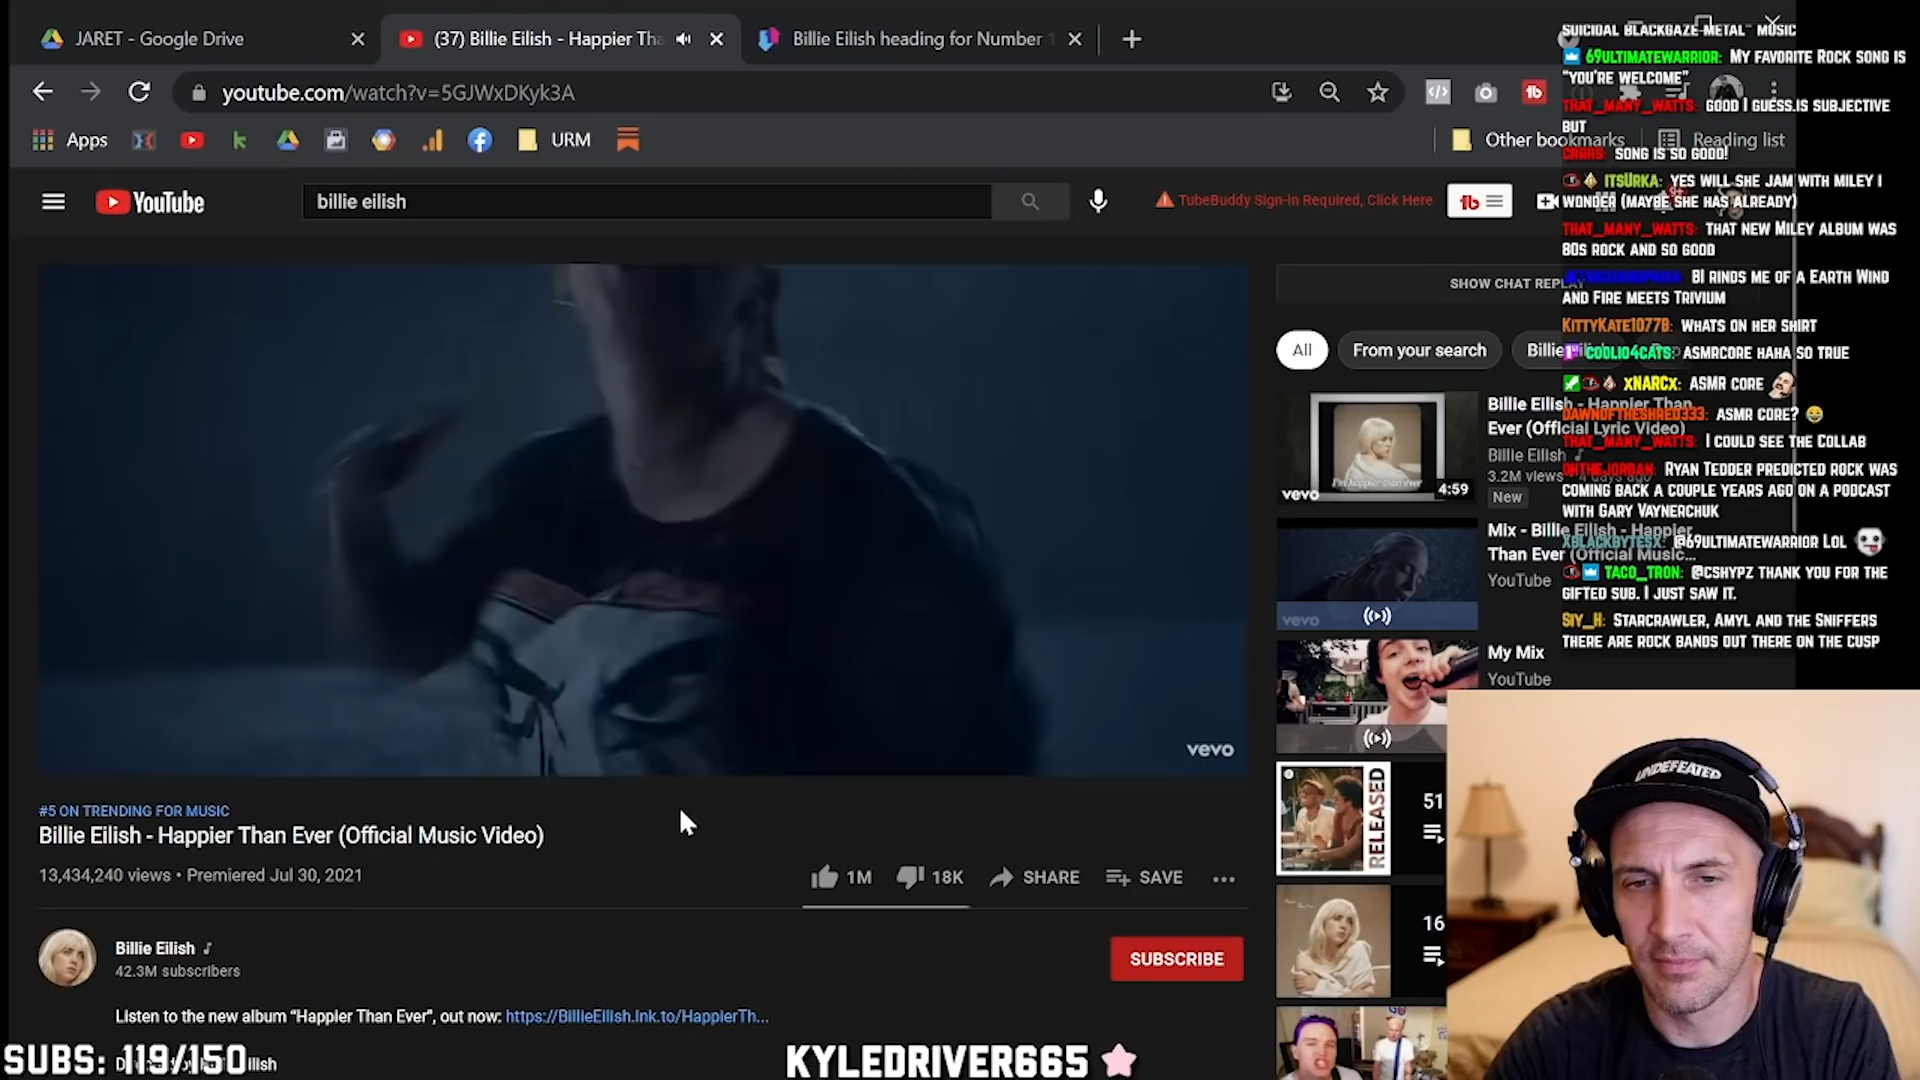 JARET - Google Drive
(37) Billie Eilish - Happier Tha
Billie Eilish heading for Number 1
youtube.com/watch?v=5GJWxDKyk3A
Apps
URM
Other bookmarks
Reading list
YouTube
billie eilish
TubeBuddy Sign-in Required, Click Here
tb
SUICIDAL BLACKGAZE METAL" MUSIC
69ULTIMATEWARRIOR: MY FAVORITE ROCK SONG IS
"YOU'RE WELCOME"
THAT_MANY_WATTS: GOOD I GUESS.IS SUBJECTIVE
BUT
CRRRS: SONG IS SO GOOD!
ITSURKA: YES WILL SHE JAM WITH MILEY I
WONDER (MAYBE SHE HAS ALREADY)
THAT_MANY_WATTS: THAT NEW MILEY ALBUM WAS
80S ROCK AND SO GOOD
BI RINDS ME OF A EARTH WIND
AND FIRE MEETS TRIVIUM
KITTYKATE10778: WHATS ON HER SHIRT
COOLIO4CATS: ASMRCORE HAHA SO TRUE
XNARCX: ASMR CORE
DAWNOFTHESHRED333: ASMR CORE?
THAT_MANY_WATTS: I COULD SEE THE COLLAB
OHTHEJORDAN: RYAN TEDDER PREDICTED ROCK WAS
COMING BACK A COUPLE YEARS AGO ON A PODCAST
WITH GARY VAYNERCHUK
XBLACKBYTESX: @69ULTIMATEWARRIOR LOL
TACO_TRON: @CSHYPZ THANK YOU FOR THE
GIFTED SUB. I JUST SAW IT.
SIY_H: STARCRAWLER, AMYL AND THE SNIFFERS
THERE ARE ROCK BANDS OUT THERE ON THE CUSP
SHOW CHAT REPLAY
All
From your search
Billie
Billie Eilish - Happier Than
Ever (Official Lyric Video)
Billie Eilish
3.2M views • 4 days ago
New
vevo
4:59
Mix - Billie Eilish - Happier
Than Ever (Official Music...
YouTube
vevo
My Mix
YouTube
RELEASED
51
16
vevo
UNDEFEATED
#5 ON TRENDING FOR MUSIC
Billie Eilish - Happier Than Ever (Official Music Video)
13,434,240 views • Premiered Jul 30, 2021
1M
18K
SHARE
SAVE
Billie Eilish
42.3M subscribers
SUBSCRIBE
Listen to the new album "Happier Than Ever", out now: https://BillieEilish.lnk.to/HappierTh...
SUBS: 119/150
KYLEDRIVER665